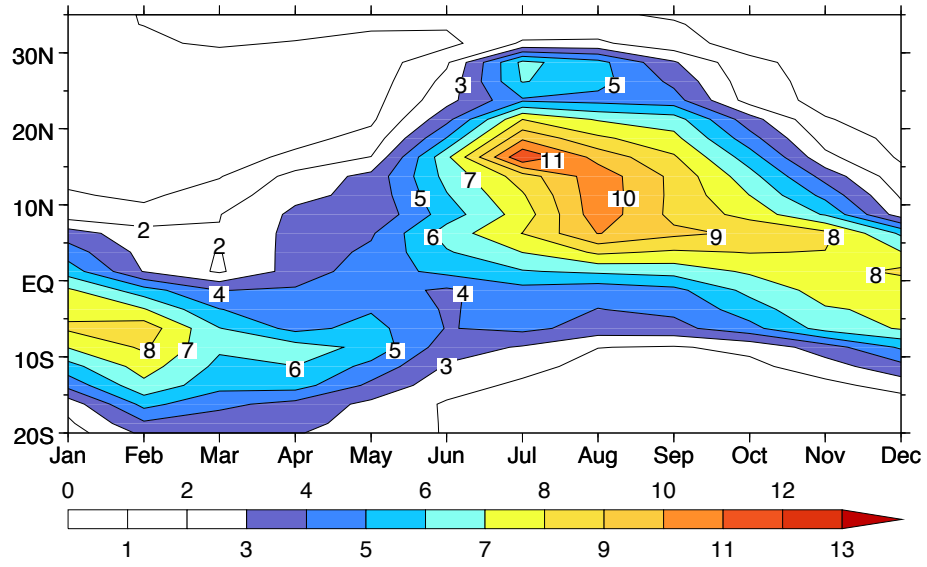 30N
3 5
20N
11
7
10N 5 10
2 6 9 8
2
8
EQ
4 4
8 7 5
10S
6 3
20S
Jan Feb Mar Apr May Jun Jul Aug Sep Oct Nov Dec
0 2 4 6 8 10 12
1 3 5 7 9 11 13